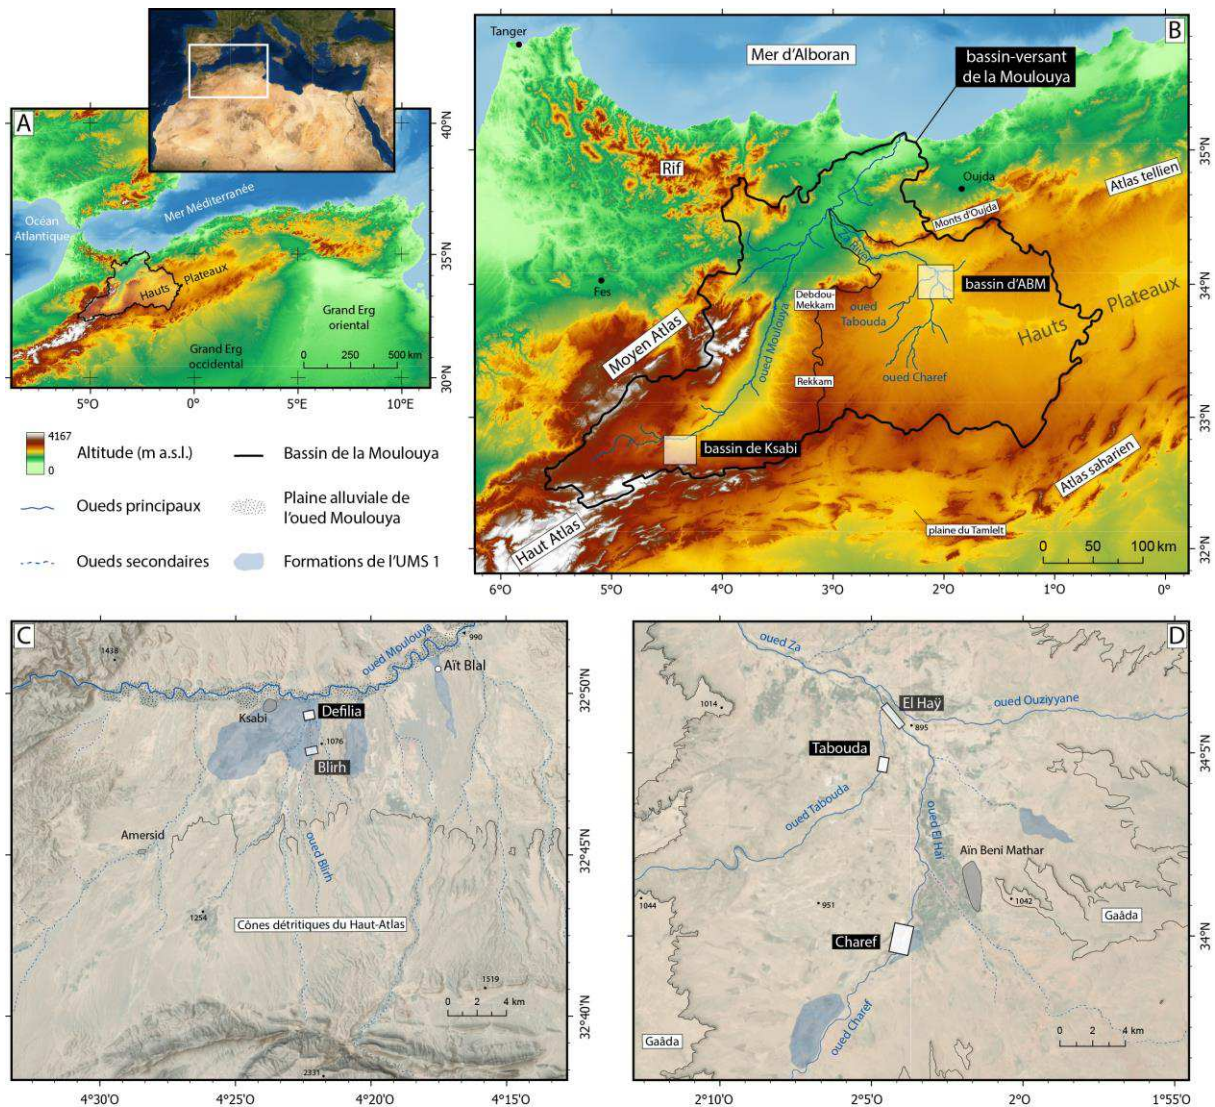 A
Océan
Atlantique
Mer Méditerranée
Hauts
Plateaux
Grand Erg
oriental
Grand Erg
occidental
0 250 500 km
40°N
35°N
30°N
5°O
0°
5°E
10°E
4167
0
Altitude (m a.s.l.)
Bassin de la Moulouya
Oueds principaux
Plaine alluviale de
l'oued Moulouya
Oueds secondaires
Formations de l'UMS 1
B
Tanger
Mer d'Alboran
bassin-versant
de la Moulouya
Rif
Oujda
Atlas tellien
Monts d'Oujda
Fes
Debdou-
Mekkam
oued
Tabouda
bassin d'ABM
Hauts
Plateaux
Moyen Atlas
oued Moulouya
Rekkam
oued Charef
bassin de Ksabi
Haut Atlas
Atlas saharien
plaine du Tamlelt
0 50 100 km
35°N
34°N
33°N
32°N
6°
5°
4°
3°
2°
1°
0°
C
1438
oued Moulouya
990
Aït Blal
Ksabi
Defilia
1076
Blirh
Amersid
oued Blirh
1254
Cônes détritiques du Haut-Atlas
1519
0 2 4 km
2331
32°50'N
32°45'N
32°40'N
4°30'O
4°25'O
4°20'O
4°15'O
D
oued Za
1014
El Haÿ
oued Ouziyyane
895
Tabouda
oued Tabouda
oued El Haï
Aïn Beni Mathar
1044
951
1042
Gaâda
Charef
oued Charef
Gaâda
0 2 4 km
34°5'N
34°N
2°10'O
2°5'O
2°O
1°55'O